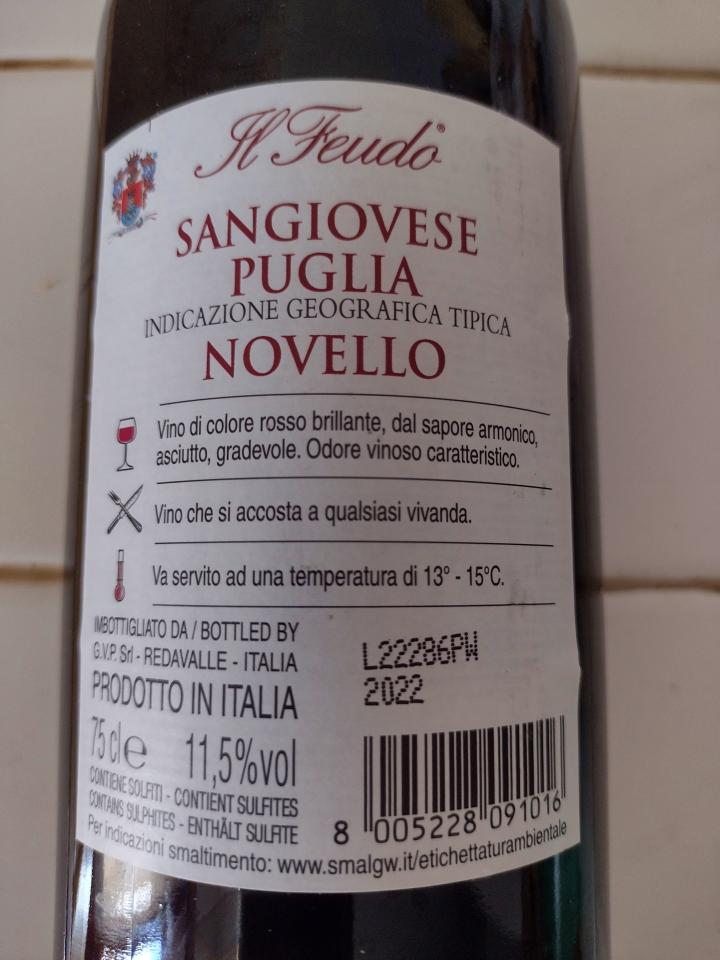 Il Feudo®
SANGIOVESE
PUGLIA
INDICAZIONE GEOGRAFICA TIPICA
NOVELLO
Vino di colore rosso brillante, dal sapore armonico,
asciutto, gradevole. Odore vinoso caratteristico.
Vino che si accosta a qualsiasi vivanda.
Va servito ad una temperatura di 13° - 15°C.
IMBOTTIGLIATO DA / BOTTLED BY
G.V.P. Srl - REDAVALLE - ITALIA
PRODOTTO IN ITALIA
75 cl e 11,5%vol
CONTIENE SOLFITI - CONTIENT SULFITES
CONTAINS SULPHITES - ENTHÄLT SULFITE
L22286PW
2022
8 005228 091016
Per indicazioni smaltimento: www.smalgw.it/etichettaturambientale